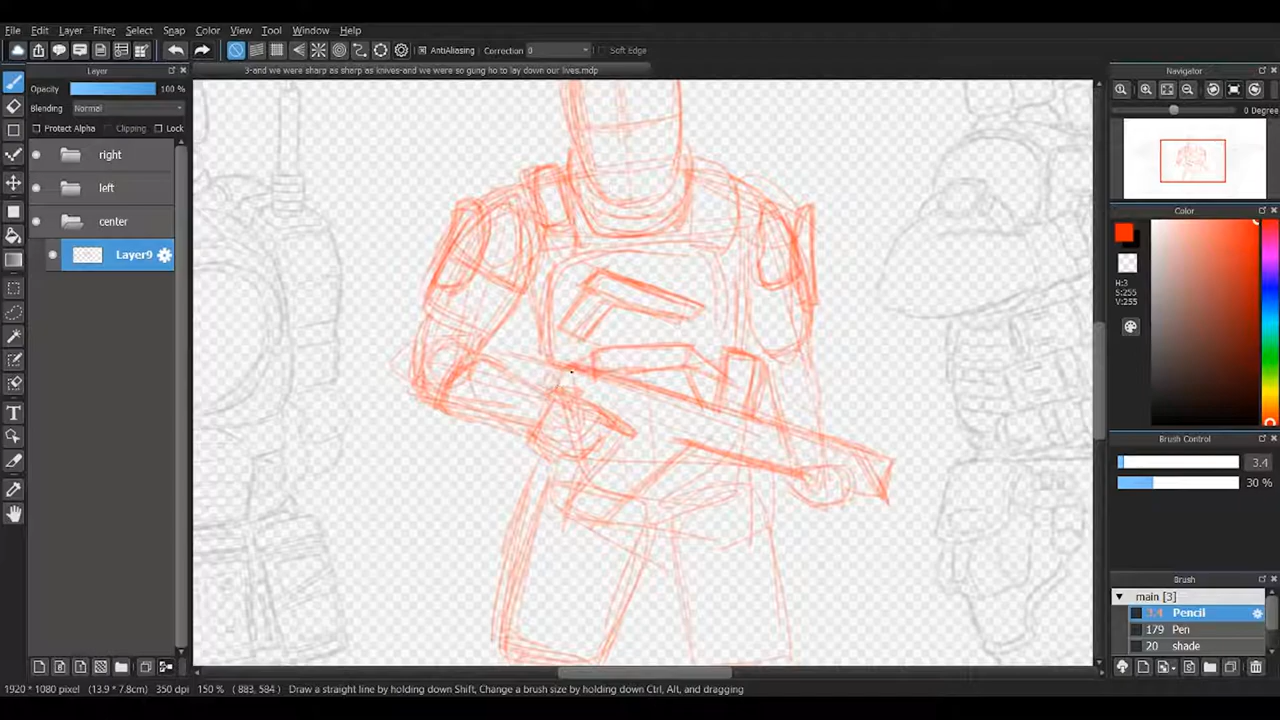 File Edit Layer Filter Select Snap Color View Tool Window Help
AntiAliasing Correction 0 Soft Edge
3-and we were sharp as sharp as knives-and we were so gung ho to lay down our lives.mdp
Layer
Opacity 100 %
Blending Normal
Protect Alpha Clipping Lock
right
left
center
Layer9
T
Navigator
0 Degree
Color
H:3
S:255
V:255
Brush Control
3.4
30 %
Brush
main [3]
3.4 Pencil
179 Pen
20 shade
1920 * 1080 pixel (13.9 * 7.8cm) 350 dpi 150 % ( 883, 584 ) Draw a straight line by holding down Shift, Change a brush size by holding down Ctrl, Alt, and dragging